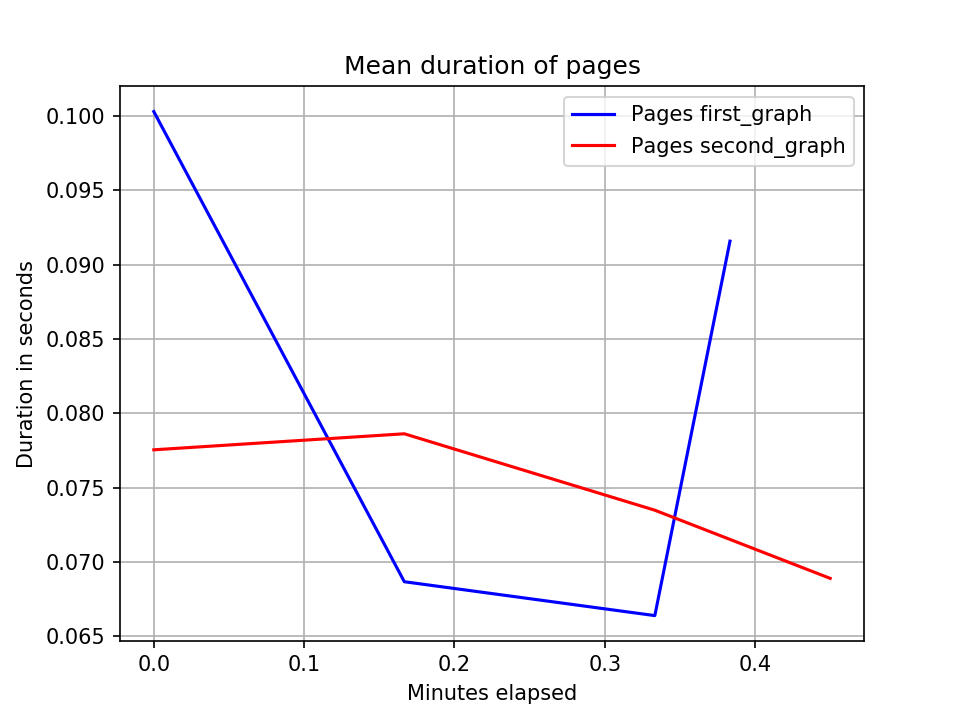 Mean duration of pages
Pages first_graph
Pages second_graph
0.100
0.095
0.090
0.085
0.080
0.075
0.070
0.065
Duration in seconds
0.0 0.1 0.2 0.3 0.4
Minutes elapsed